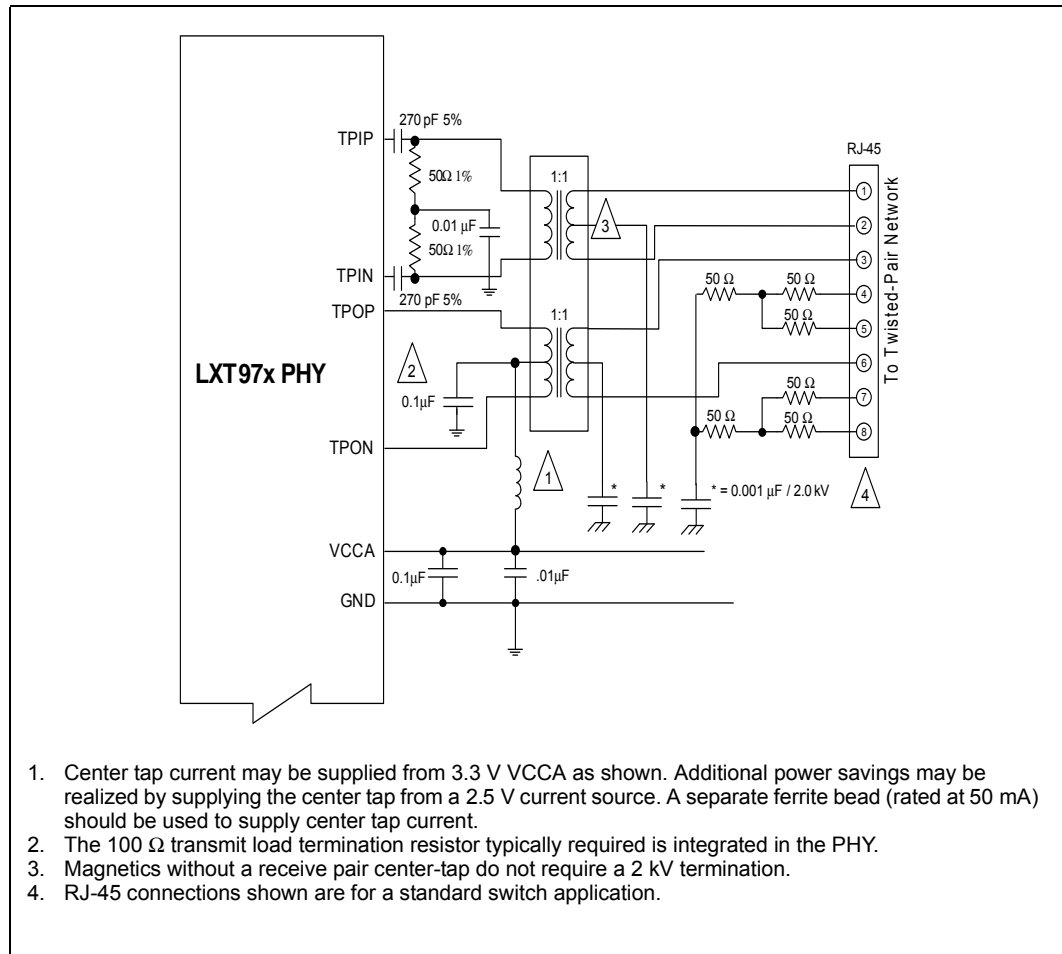 270 pF 5%
TPIP
RJ-45
1:1
50Ω 1%
1
3
2
0.01 µF
50Ω 1%
3
50 Ω
50 Ω
TPIN
4
270 pF 5%
50 Ω
TPOP
1:1
5
To Twisted-Pair Network
LXT97x PHY
2
6
50 Ω
0.1µF
7
50 Ω
50 Ω
8
TPON
1
*
*
* = 0.001 µF / 2.0 kV
4
VCCA
0.1µF
.01µF
GND
1. Center tap current may be supplied from 3.3 V VCCA as shown. Additional power savings may be
realized by supplying the center tap from a 2.5 V current source. A separate ferrite bead (rated at 50 mA)
should be used to supply center tap current.
2. The 100 Ω transmit load termination resistor typically required is integrated in the PHY.
3. Magnetics without a receive pair center-tap do not require a 2 kV termination.
4. RJ-45 connections shown are for a standard switch application.